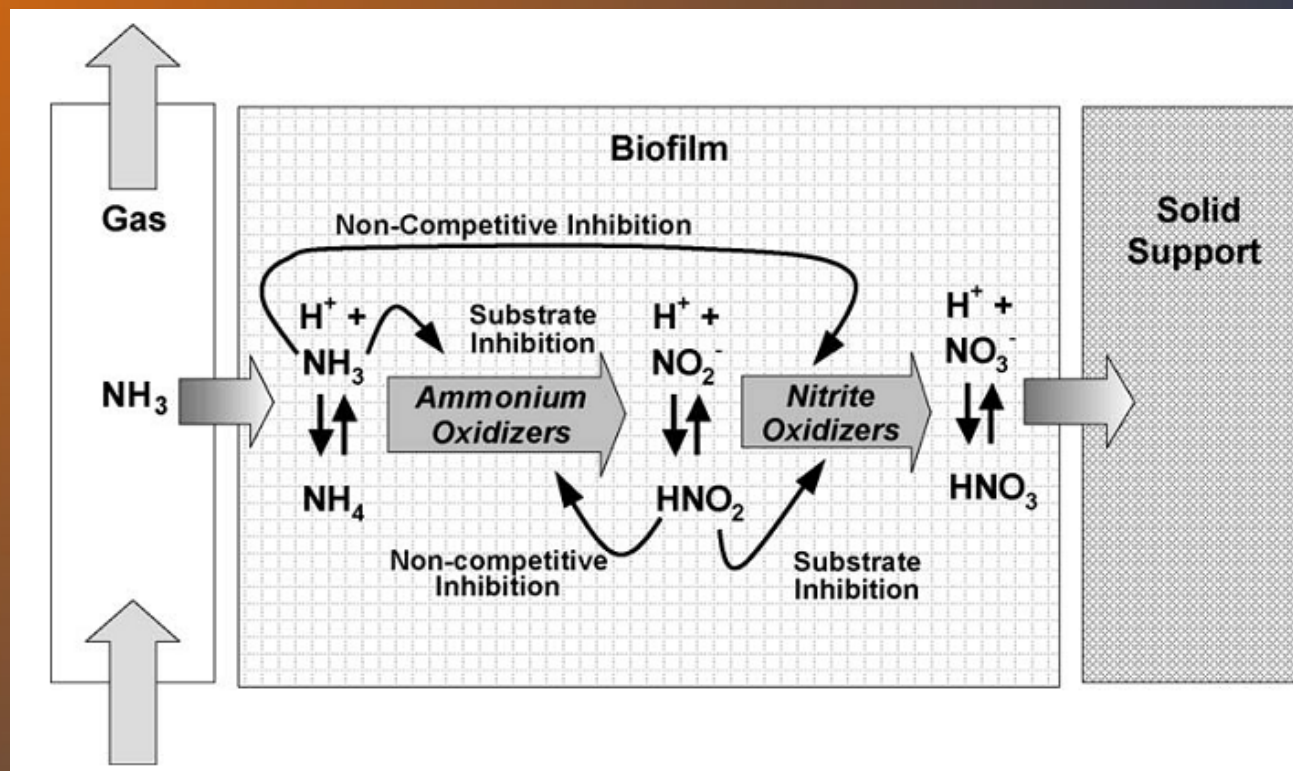 Biofilm
Gas
Solid
Support
Non-Competitive Inhibition
H⁺ +
NH₃
Substrate
Inhibition
H⁺ +
NO₂⁻
H⁺ +
NO₃⁻
NH₃
Ammonium
Oxidizers
Nitrite
Oxidizers
NH₄
HNO₂
HNO₃
Non-competitive
Inhibition
Substrate
Inhibition